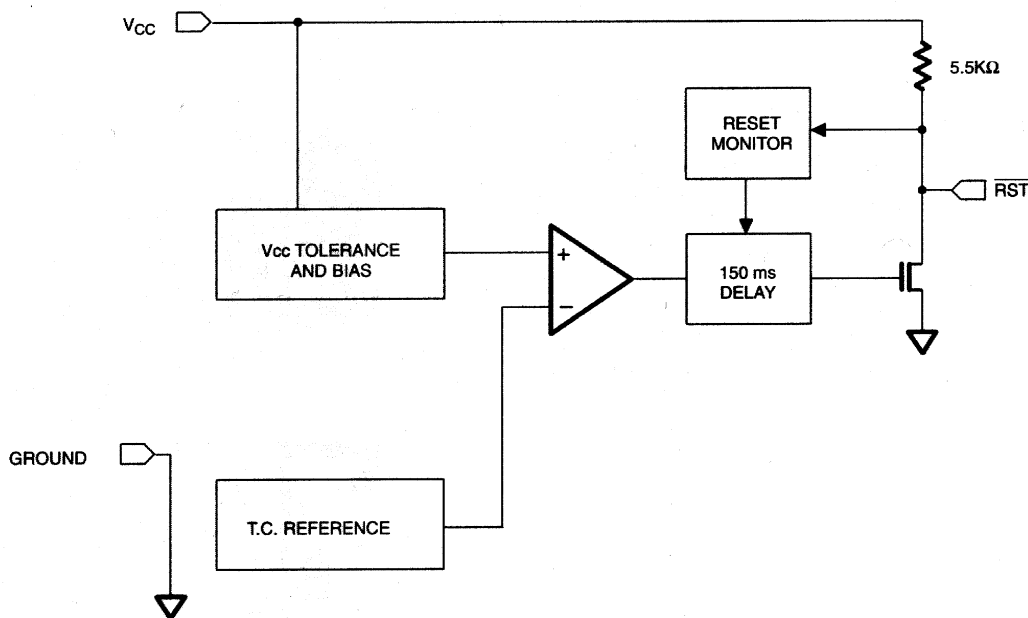 VCC
5.5KΩ
RESET
MONITOR
RST
Vcc TOLERANCE
AND BIAS
+
150 ms
DELAY
−
GROUND
T.C. REFERENCE